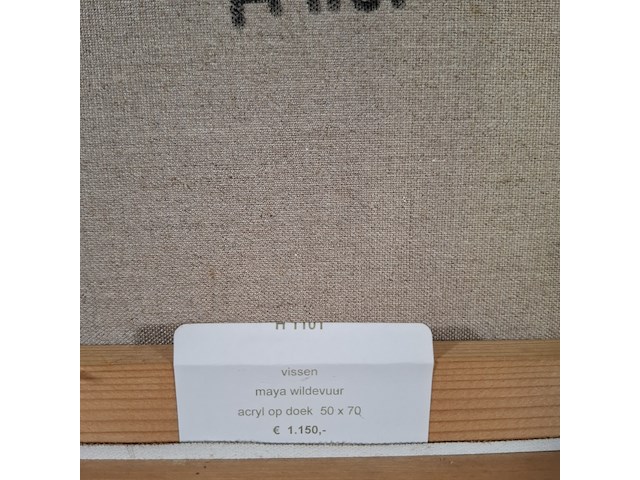 H 1101
vissen
maya wildevuur
acryl op doek 50 x 70
€ 1.150,-